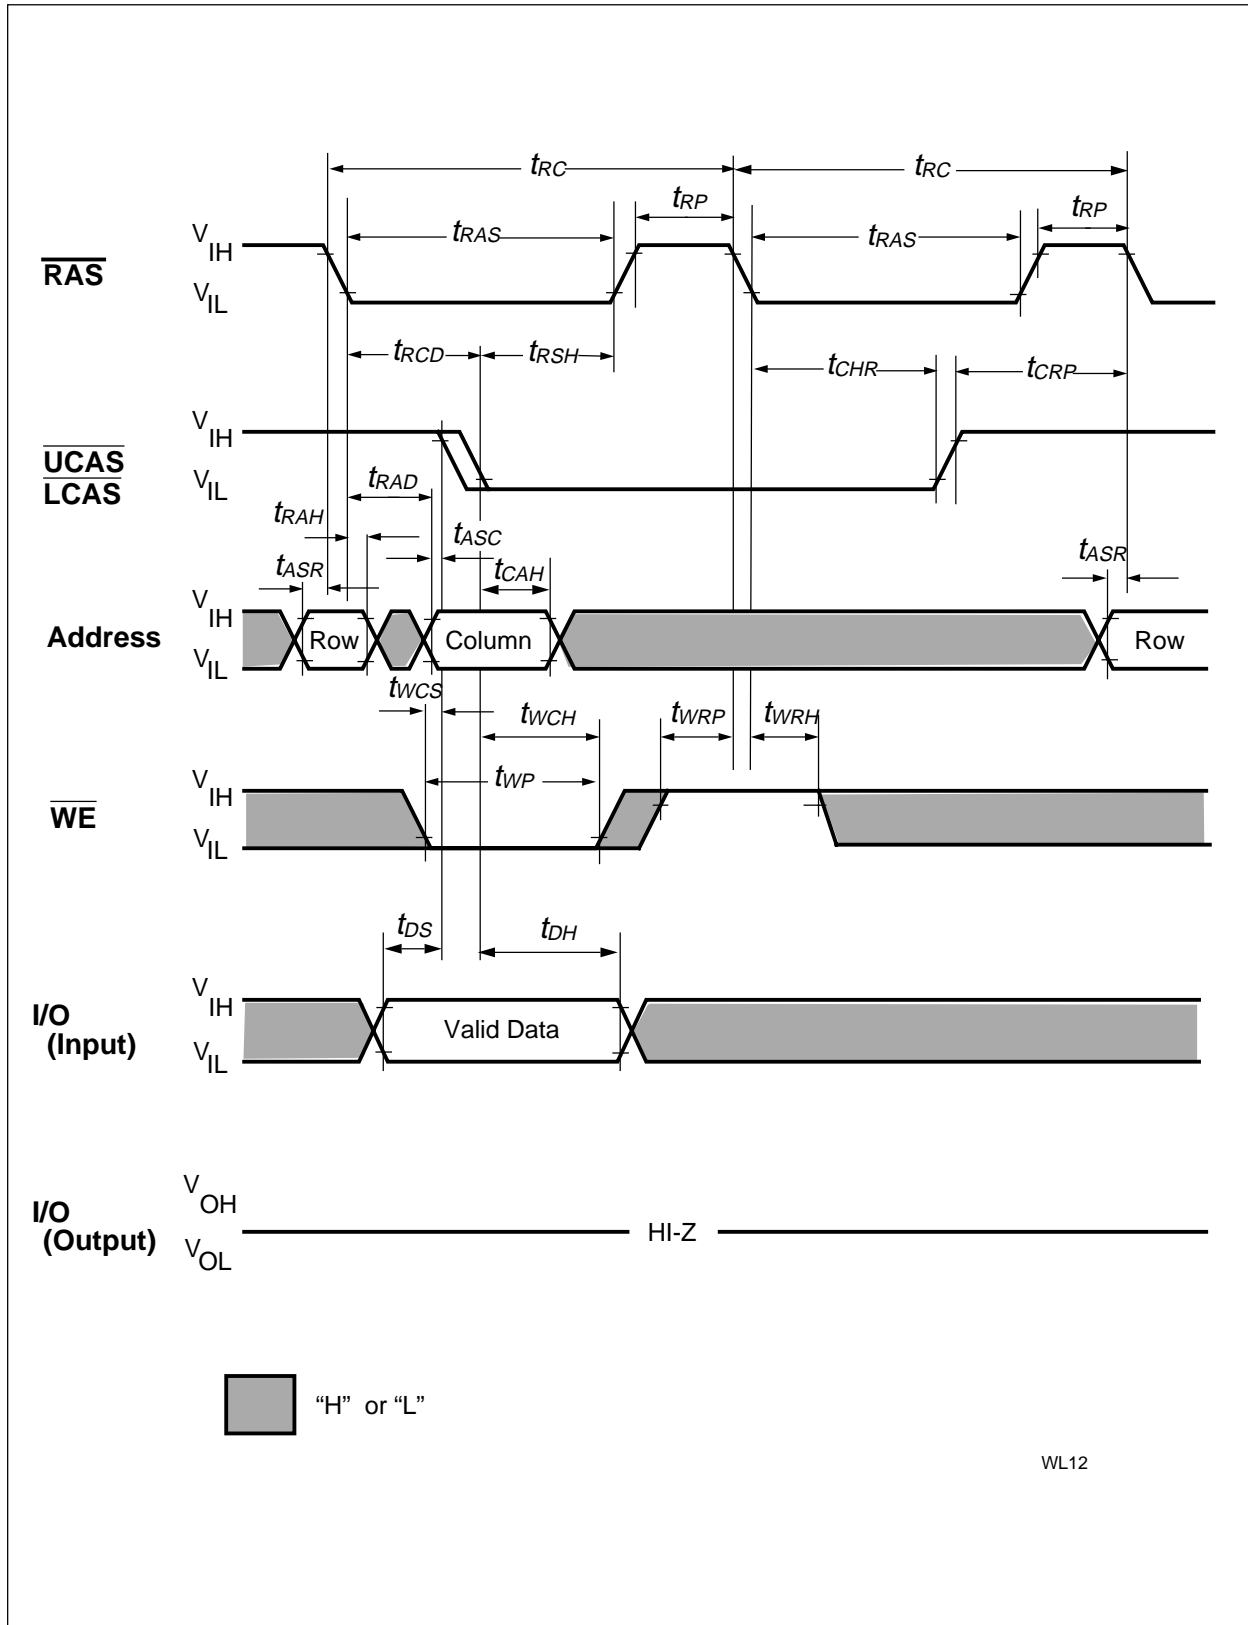 tRC tRC
tRP tRP
tRAS tRAS
VIH
RAS
VIL
tRCD tRSH tCHR tCRP
VIH
UCAS
LCAS
VIL
tRAD
tRAH
tASC
tASR tCAH tASR
VIH
Address Row Column Row
VIL
tWCS
tWCH tWRP tWRH
tWP
VIH
WE
VIL
tDS tDH
VIH
I/O
(Input)
Valid Data
VIL
VOH
I/O
(Output)
HI-Z
VOL
“H” or “L”
WL12